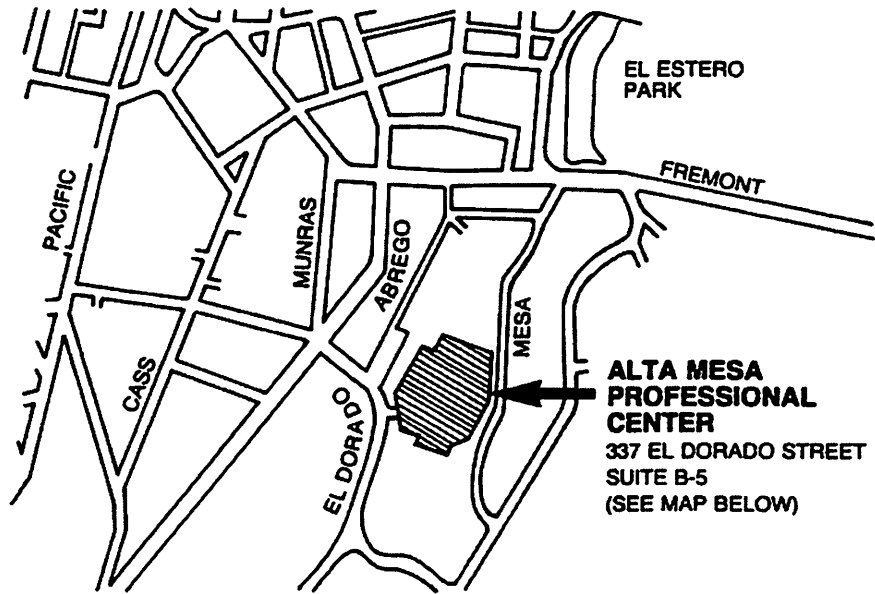 EL ESTERO
PARK
FREMONT
PACIFIC
MUNRAS
ABREGO
MESA
CASS
EL DORADO
ALTA MESA
PROFESSIONAL
CENTER
337 EL DORADO STREET
SUITE B-5
(SEE MAP BELOW)